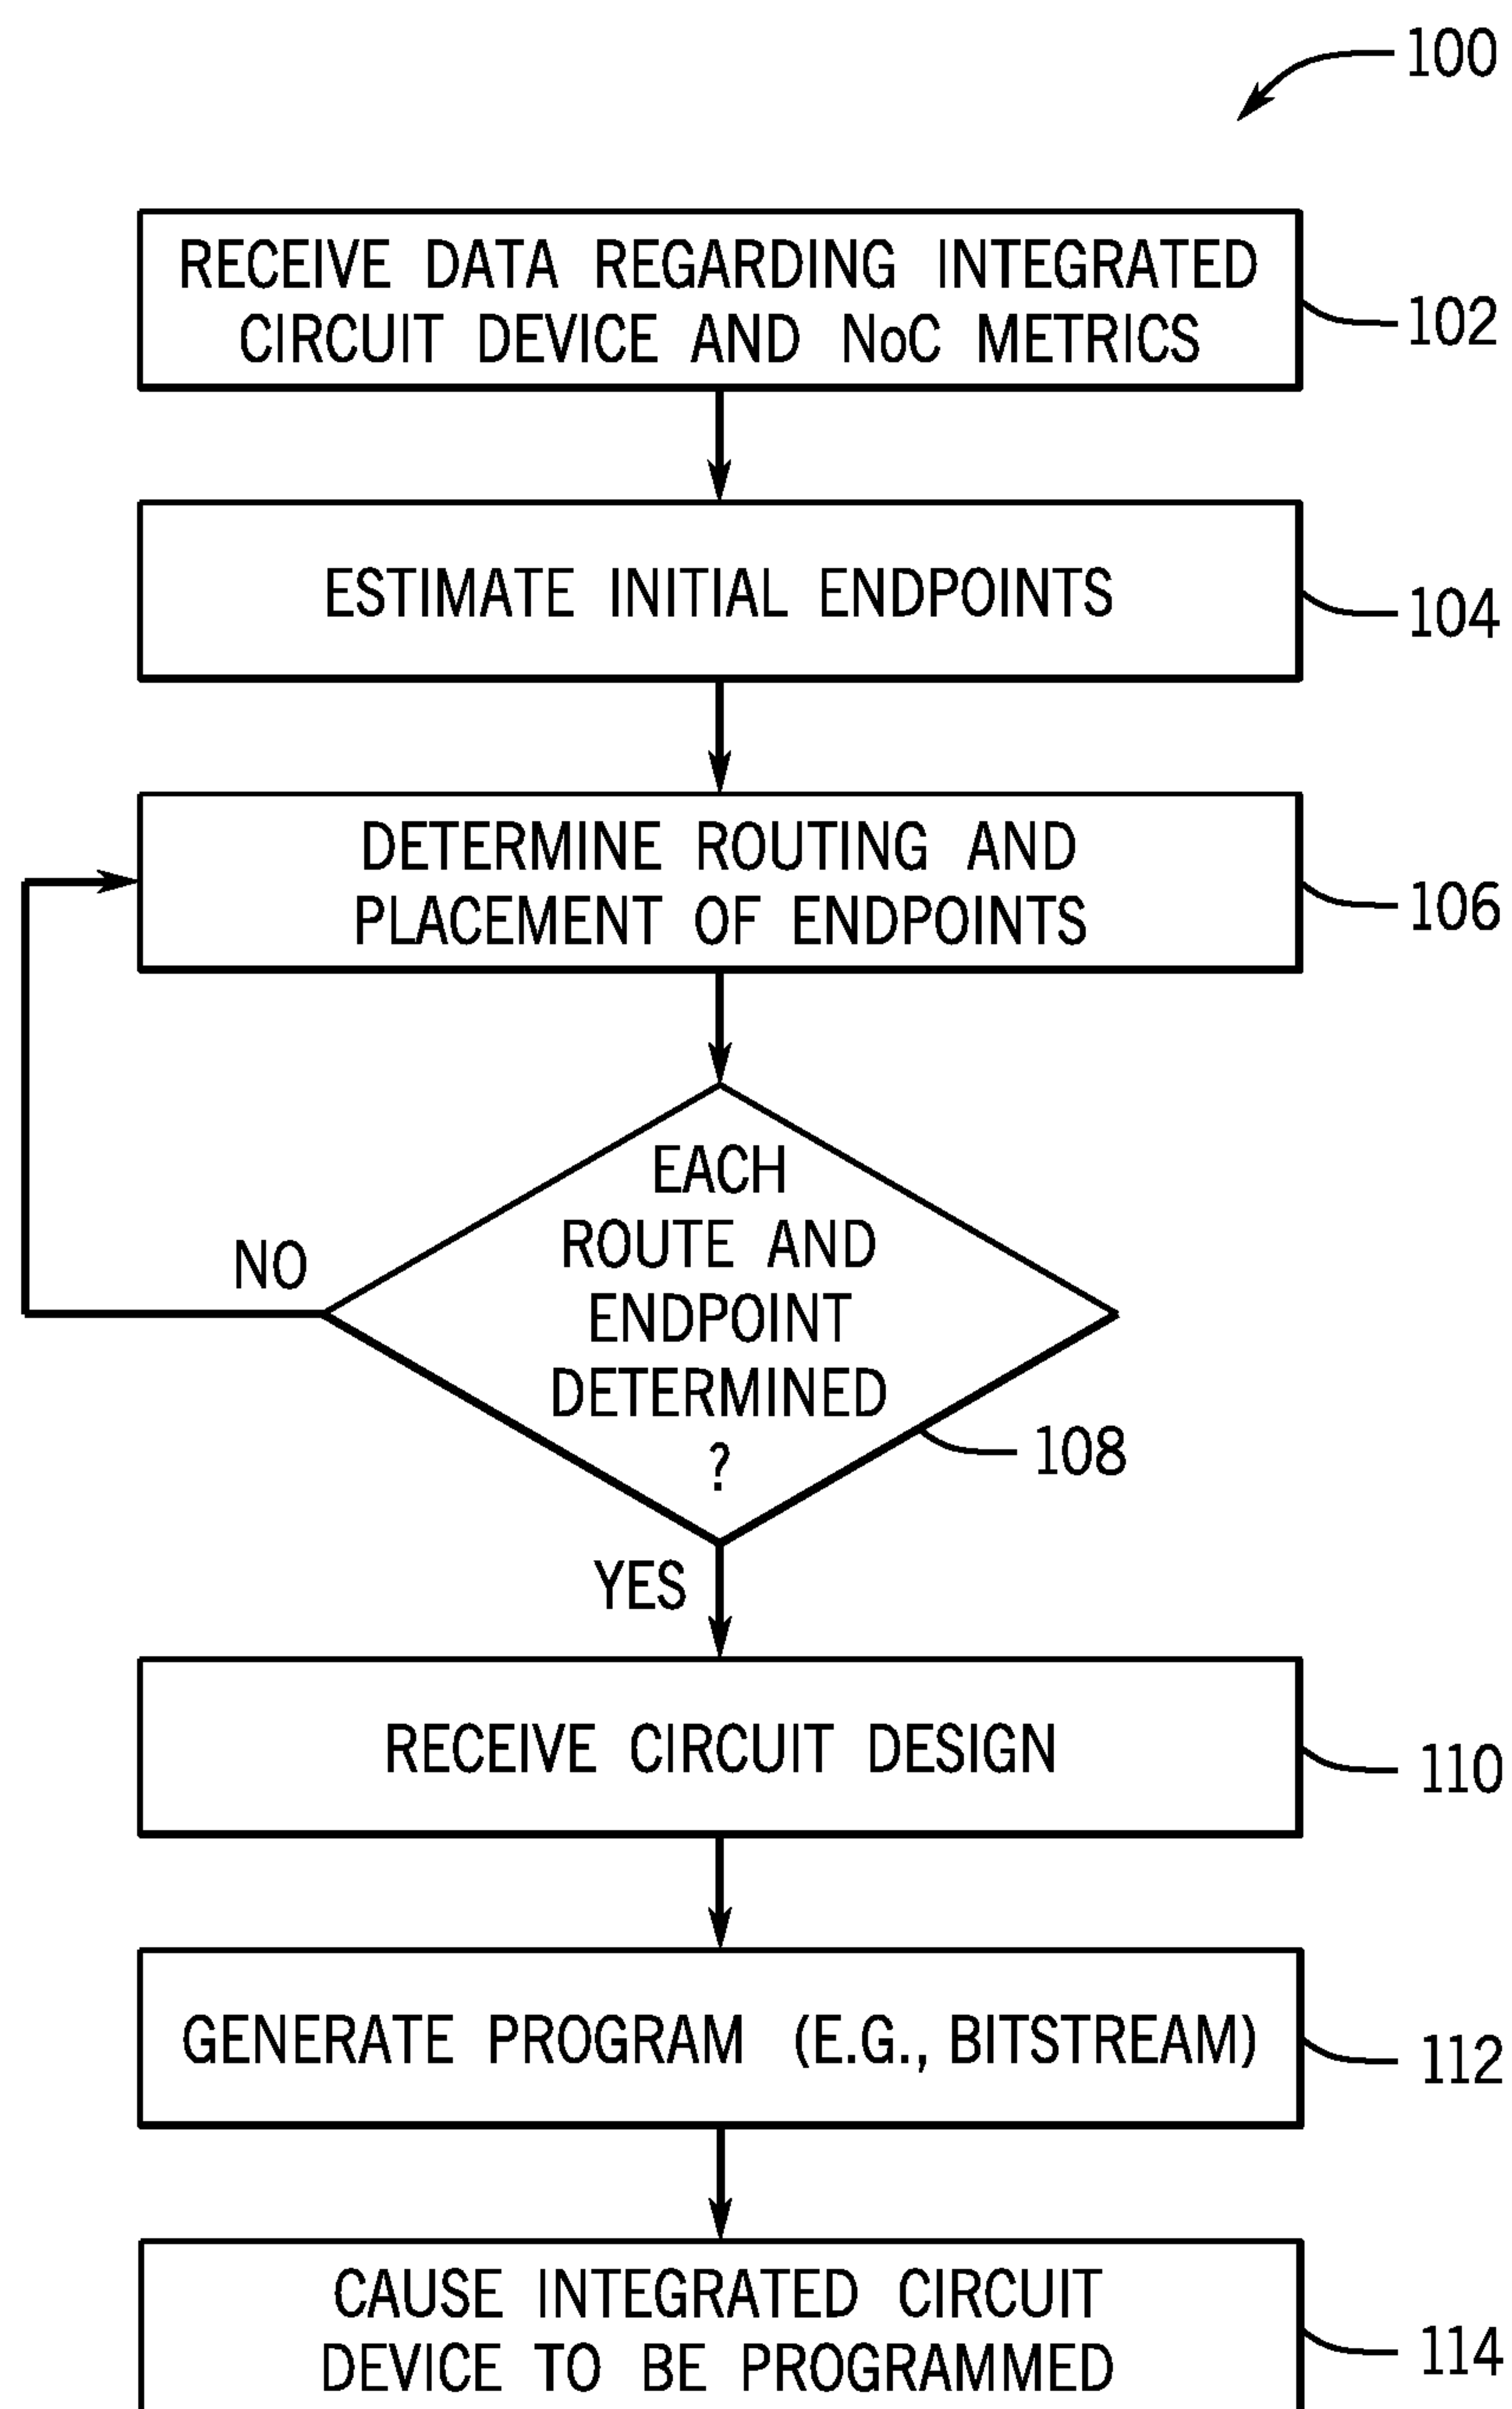 100
RECEIVE DATA REGARDING INTEGRATED
CIRCUIT DEVICE AND NoC METRICS
102
ESTIMATE INITIAL ENDPOINTS
104
DETERMINE ROUTING AND
PLACEMENT OF ENDPOINTS
106
EACH
ROUTE AND
ENDPOINT
DETERMINED
?
NO
108
YES
RECEIVE CIRCUIT DESIGN
110
GENERATE PROGRAM (E.G., BITSTREAM)
112
CAUSE INTEGRATED CIRCUIT
DEVICE TO BE PROGRAMMED
114